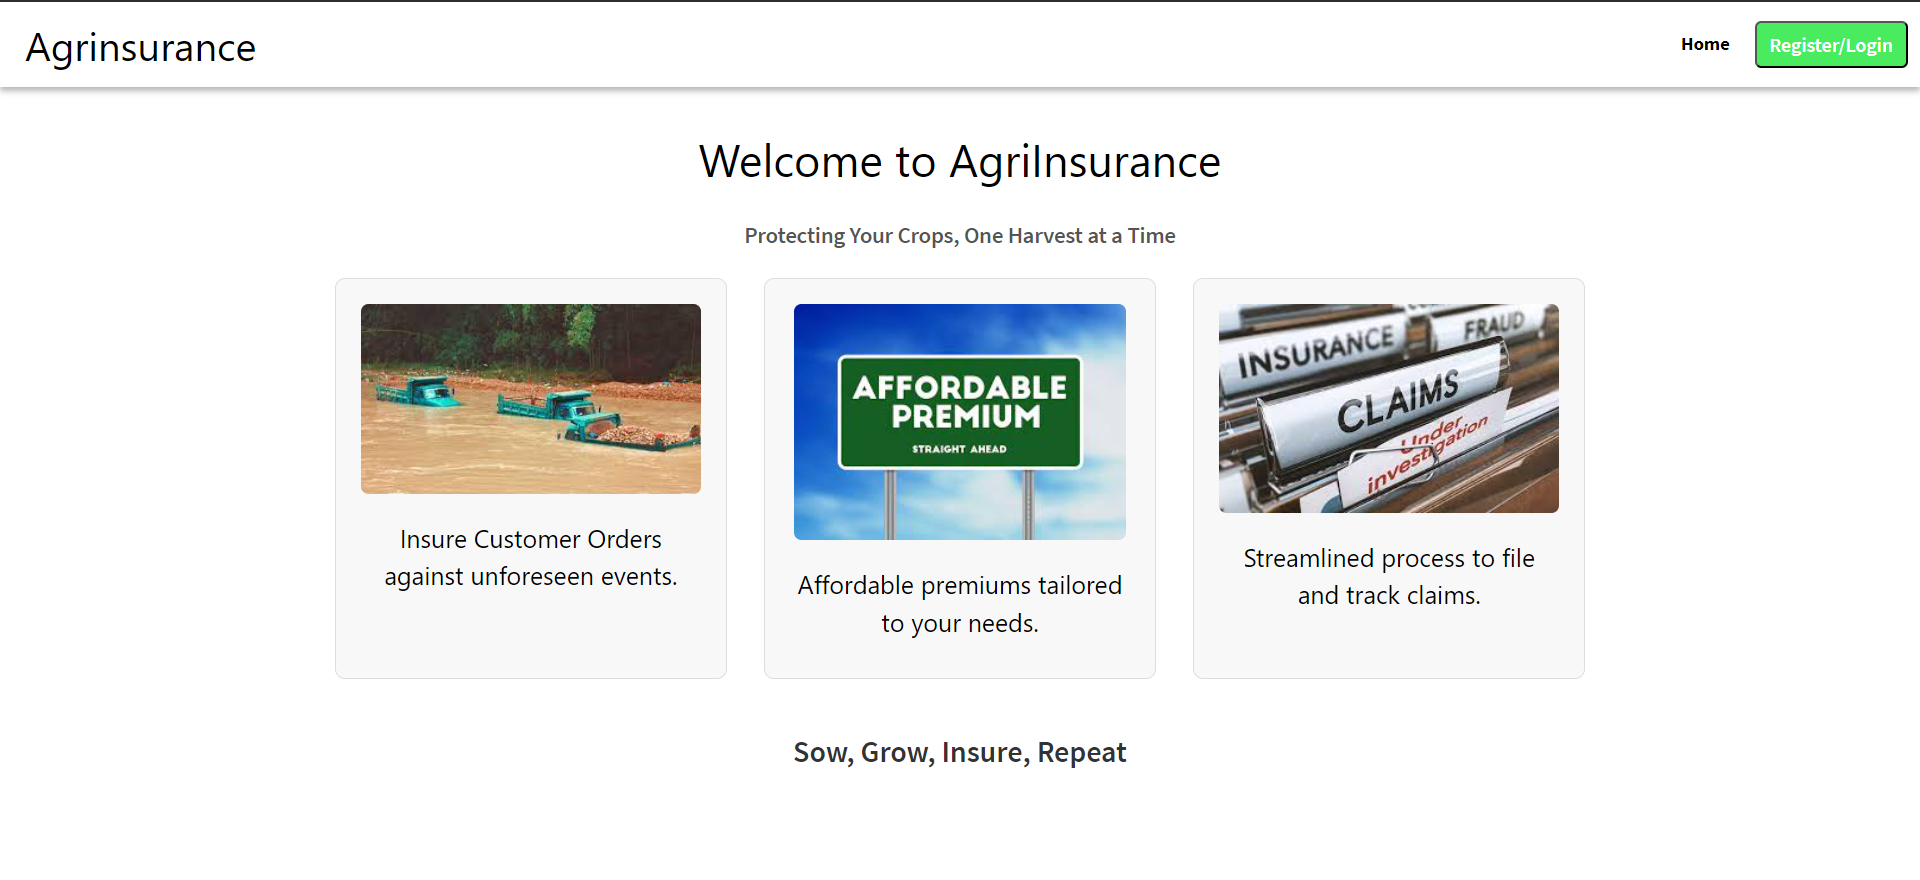 Agrinsurance
Home
Register/Login
Welcome to AgriInsurance
Protecting Your Crops, One Harvest at a Time
AFFORDABLE
PREMIUM
STRAIGHT AHEAD
INSURANCE
FRAUD
CLAIMS
Under
investigation
Insure Customer Orders
against unforeseen events.
Affordable premiums tailored
to your needs.
Streamlined process to file
and track claims.
Sow, Grow, Insure, Repeat